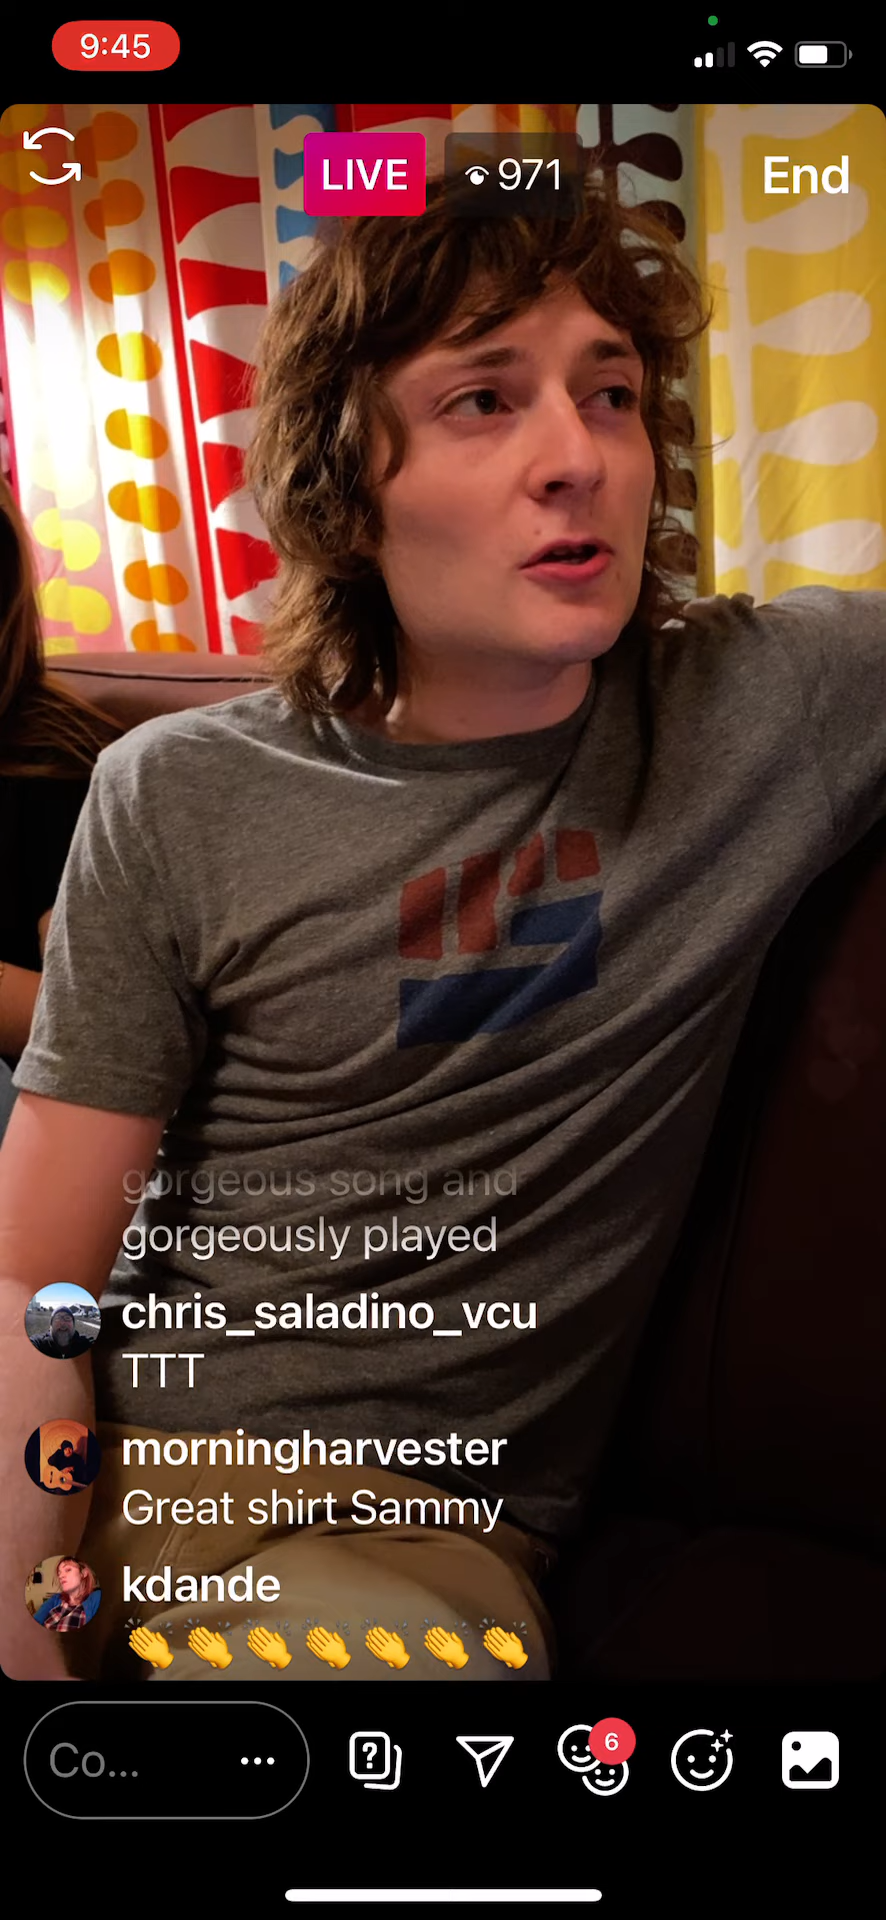 9:45
LIVE
971
End
gorgeous song and
gorgeously played
chris_saladino_vcu
TTT
morningharvester
Great shirt Sammy
kdande
👏👏👏👏👏👏👏
Co...
6